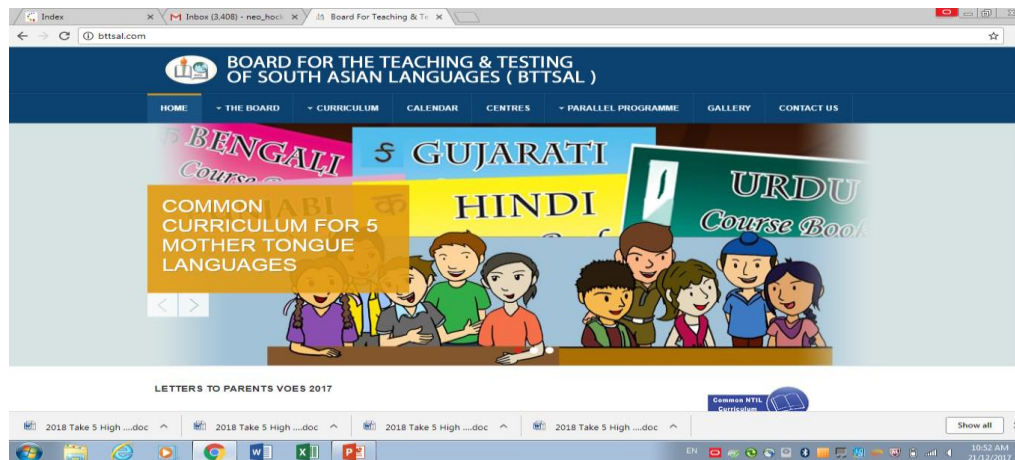 Index
Inbox (3,408) - neo_hock
Board For Teaching & Te
bttsal.com
BOARD FOR THE TEACHING & TESTING
OF SOUTH ASIAN LANGUAGES ( BTTSAL )
HOME THE BOARD CURRICULUM CALENDAR CENTRES PARALLEL PROGRAMME GALLERY CONTACT US
BENGALI
Course
ક GUJARATI
क HINDI
URDU
Course Book
COMMON
CURRICULUM FOR 5
MOTHER TONGUE
LANGUAGES
LETTERS TO PARENTS VOES 2017
Common NTIL
Curriculum
2018 Take 5 High ....doc 2018 Take 5 High ....doc 2018 Take 5 High ....doc 2018 Take 5 High ....doc Show all
EN 10:52 AM
21/12/2017